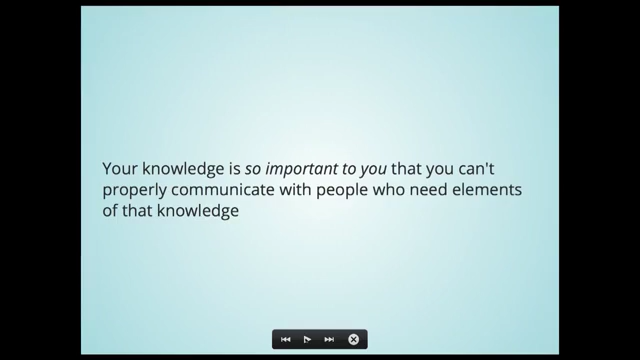 Your knowledge is so important to you that you can't
properly communicate with people who need elements
of that knowledge